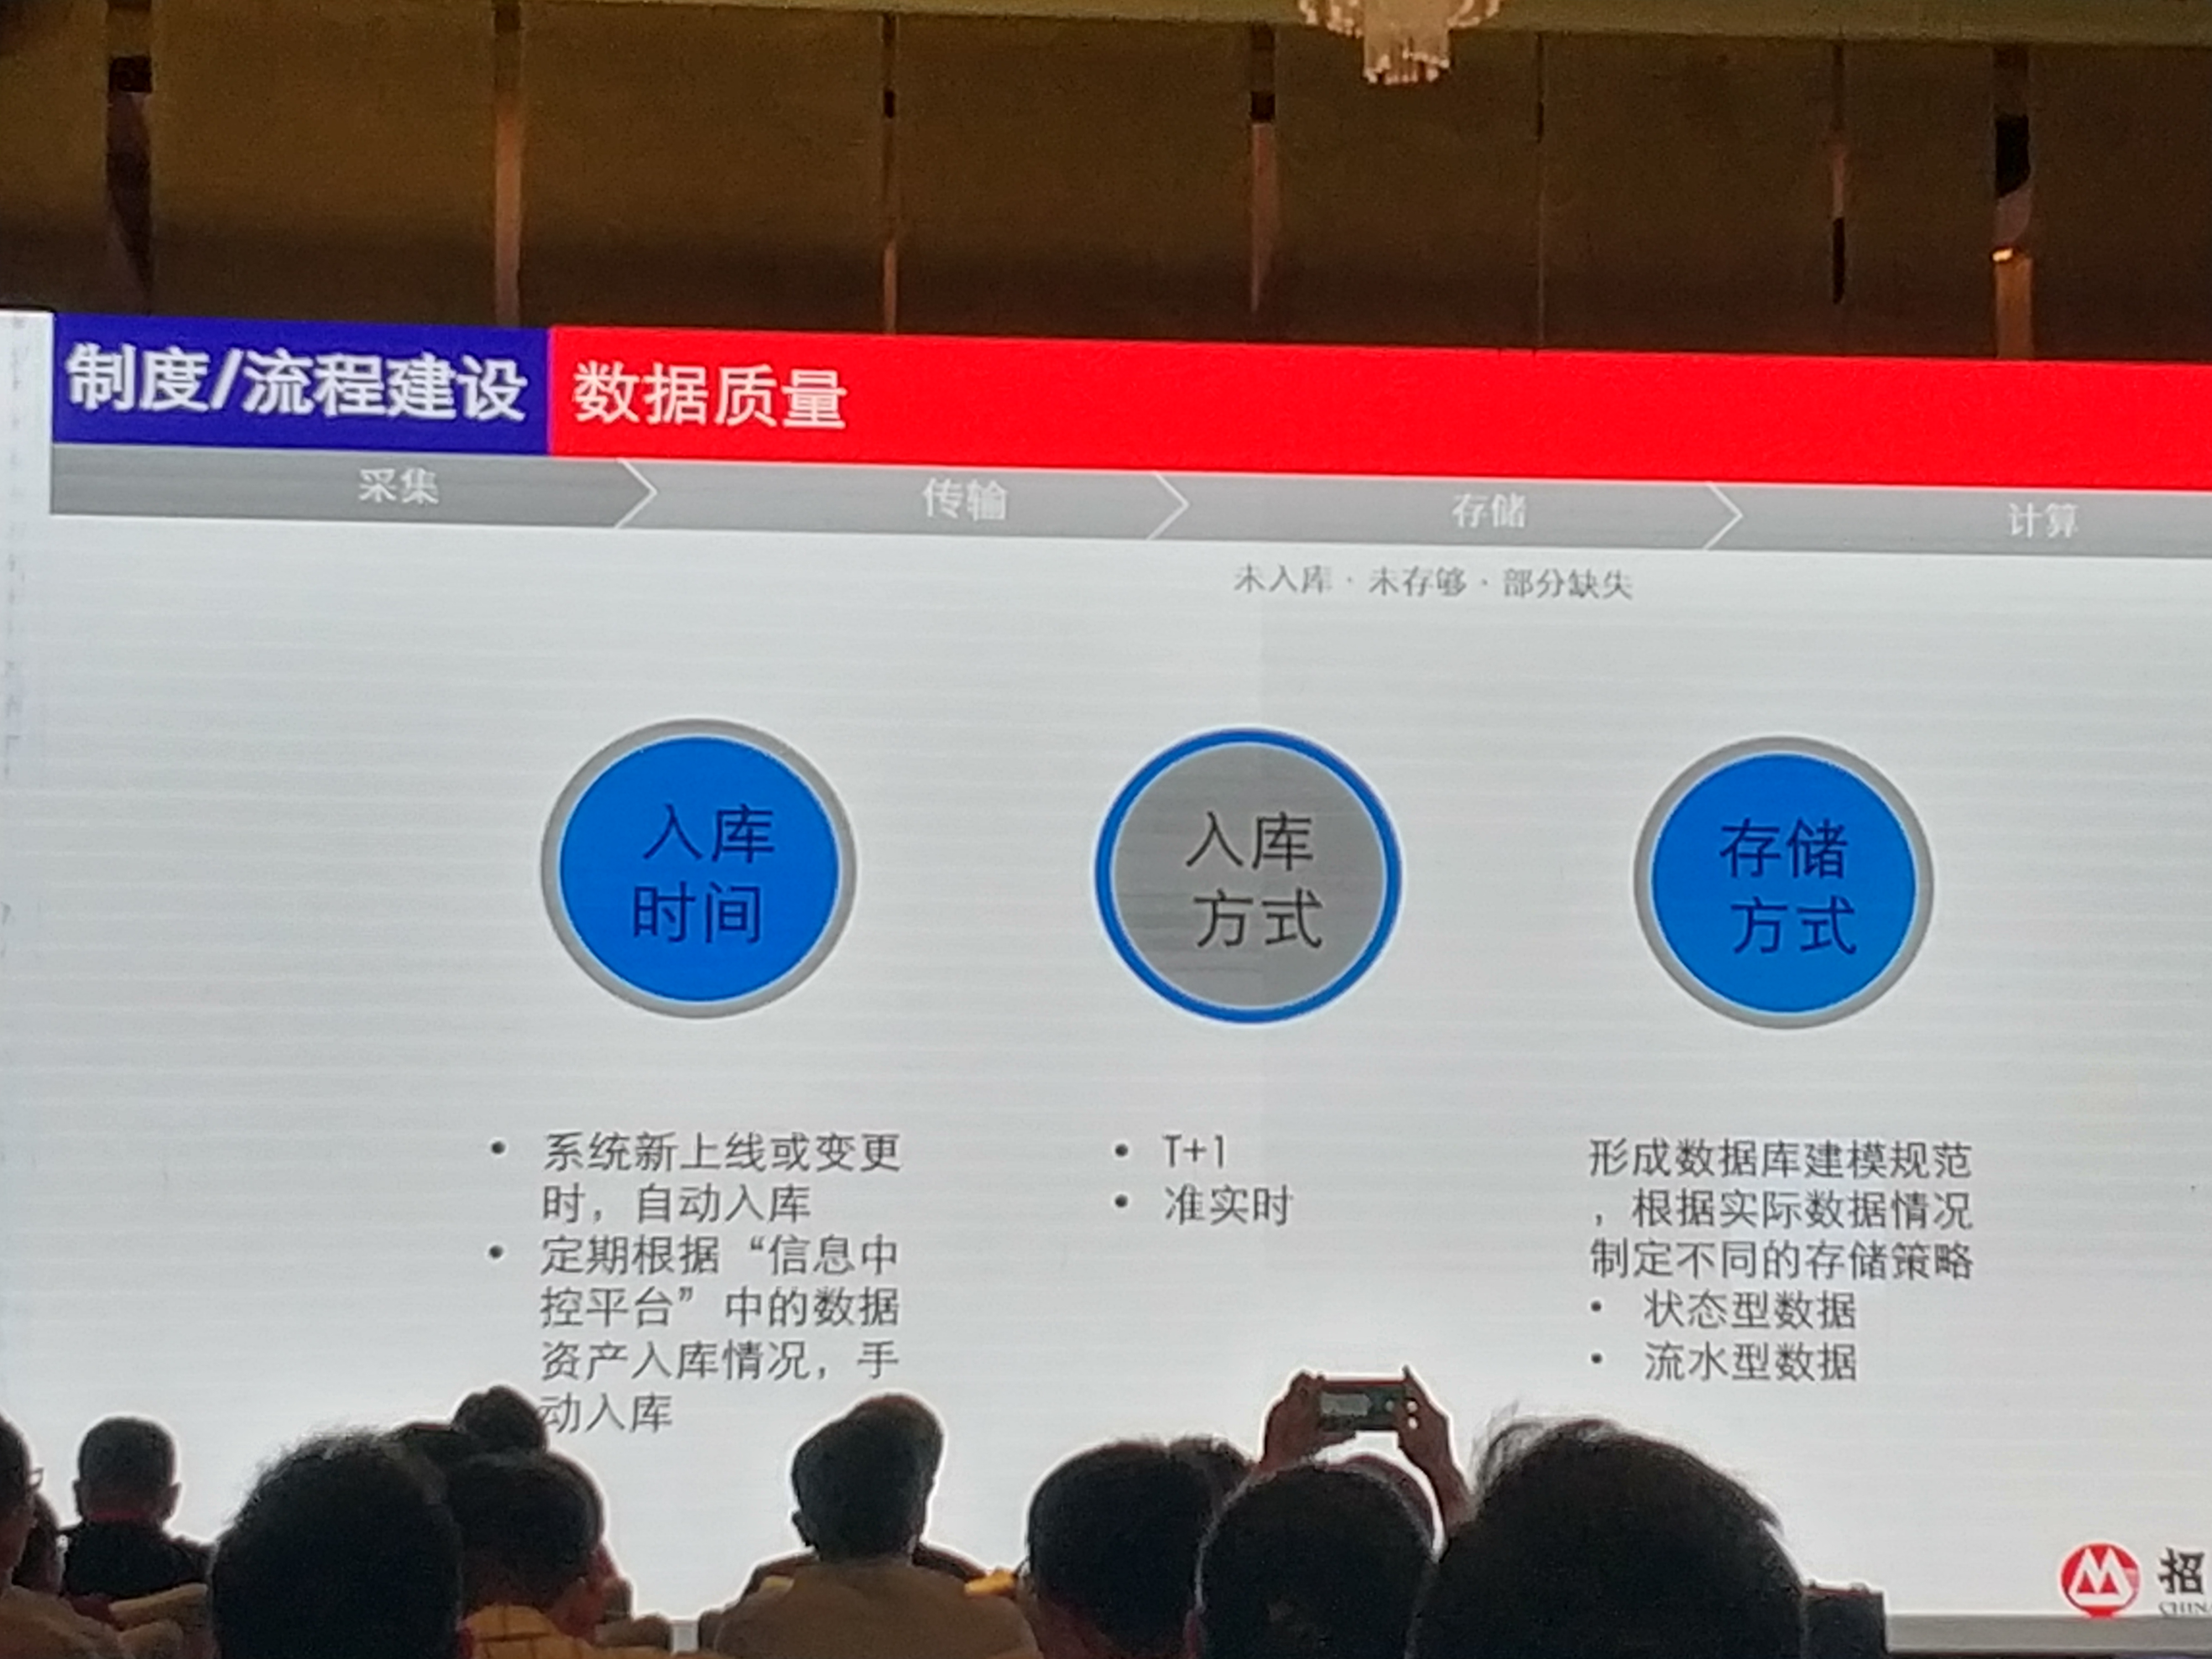 制度/流程建设
数据质量
采集
传输
存储
计算
未入库·未存够·部分缺失
入库
时间
入库
方式
存储
方式
• 系统新上线或变更
时，自动入库
• 定期根据“信息中
控平台”中的数据
资产入库情况，手
动入库
• T+1
• 准实时
形成数据库建模规范
，根据实际数据情况
制定不同的存储策略
• 状态型数据
• 流水型数据
招
CHIN